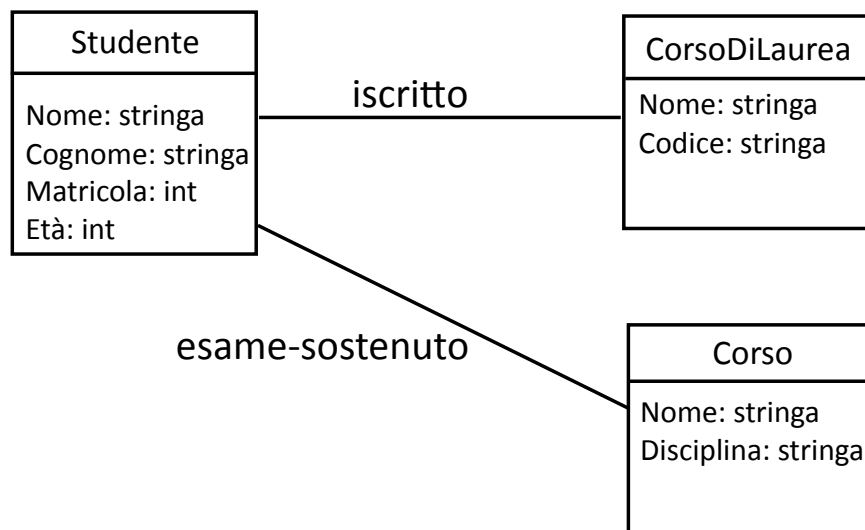 Studente
Nome: stringa
Cognome: stringa
Matricola: int
Età: int
iscritto
CorsoDiLaurea
Nome: stringa
Codice: stringa
esame-sostenuto
Corso
Nome: stringa
Disciplina: stringa